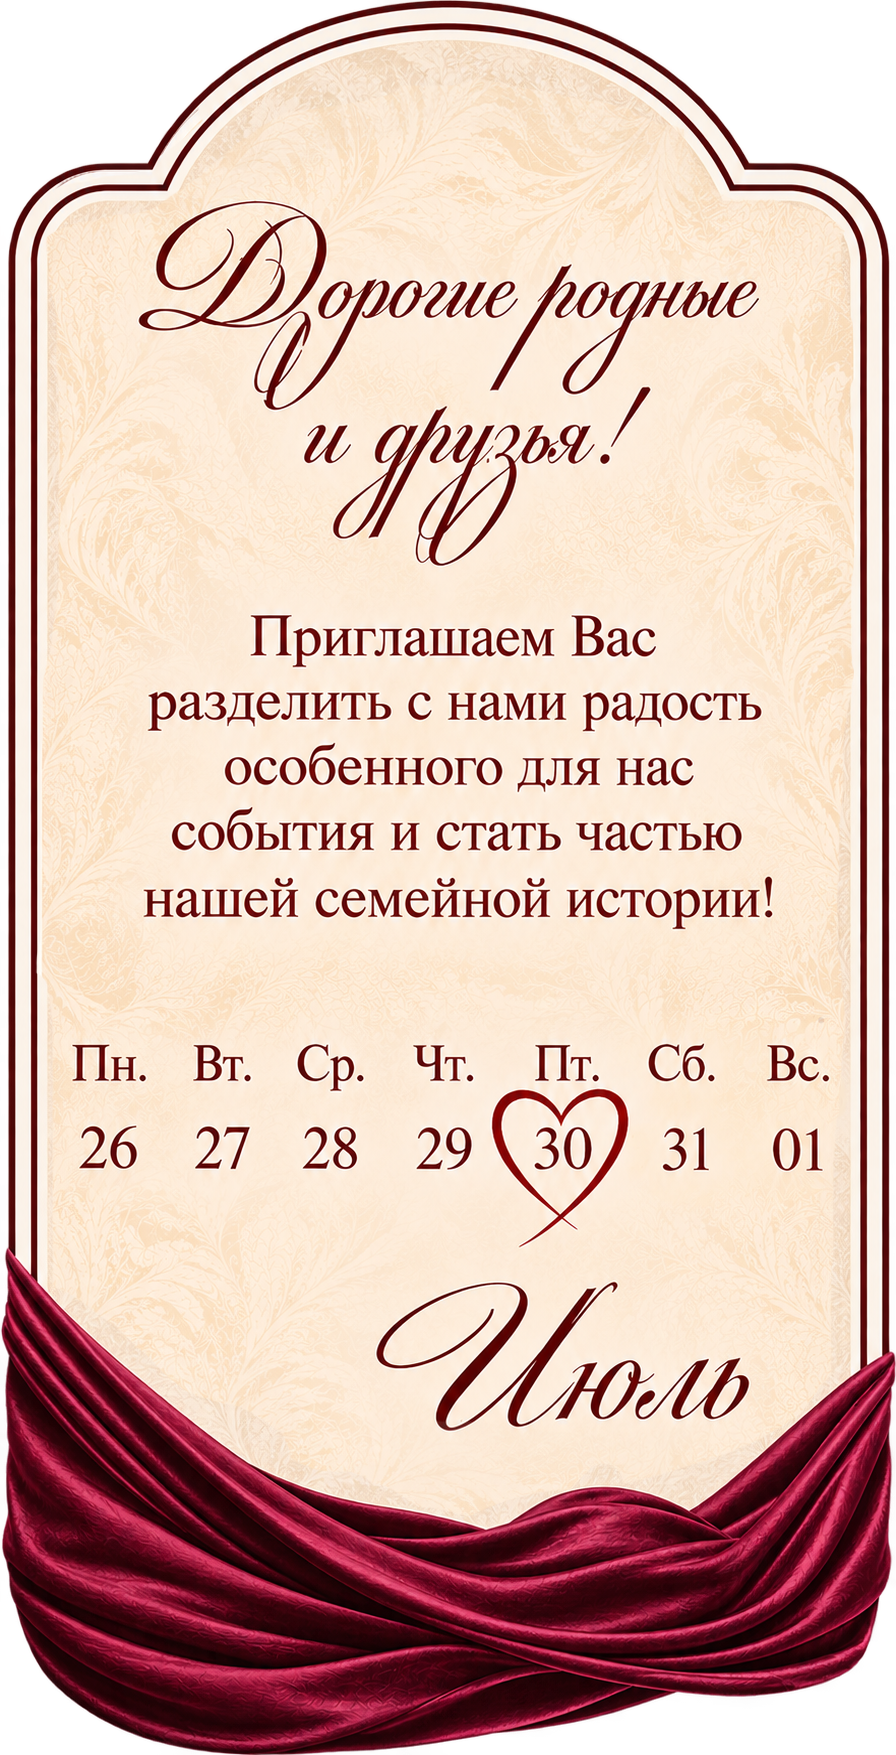 Дорогие родные
и друзья!
Приглашаем Вас
разделить с нами радость
особенного для нас
события и стать частью
нашей семейной истории!
Пн. Вт. Ср. Чт. Пт. Сб. Вс.
26 27 28 29 30 31 01
Июль